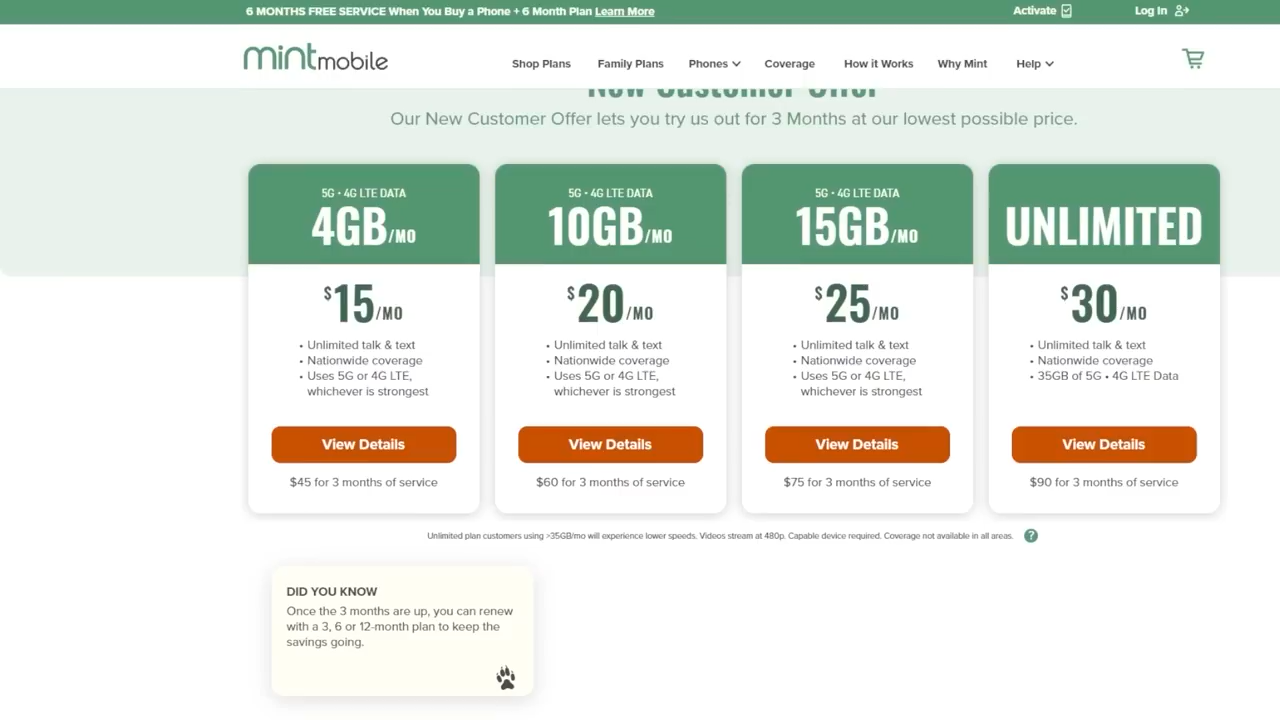 6 MONTHS FREE SERVICE When You Buy a Phone + 6 Month Plan Learn More
Activate
Log In
mintmobile
Shop Plans
Family Plans
Phones
Coverage
How it Works
Why Mint
Help
New Customer Offer
Our New Customer Offer lets you try us out for 3 Months at our lowest possible price.
5G • 4G LTE DATA
4GB/MO
$15/MO
• Unlimited talk & text
• Nationwide coverage
• Uses 5G or 4G LTE,
whichever is strongest
View Details
$45 for 3 months of service
5G • 4G LTE DATA
10GB/MO
$20/MO
• Unlimited talk & text
• Nationwide coverage
• Uses 5G or 4G LTE,
whichever is strongest
View Details
$60 for 3 months of service
5G • 4G LTE DATA
15GB/MO
$25/MO
• Unlimited talk & text
• Nationwide coverage
• Uses 5G or 4G LTE,
whichever is strongest
View Details
$75 for 3 months of service
UNLIMITED
$30/MO
• Unlimited talk & text
• Nationwide coverage
• 35GB of 5G • 4G LTE Data
View Details
$90 for 3 months of service
Unlimited plan customers using >35GB/mo will experience lower speeds. Videos stream at 480p. Capable device required. Coverage not available in all areas. ?
DID YOU KNOW
Once the 3 months are up, you can renew
with a 3, 6 or 12-month plan to keep the
savings going.